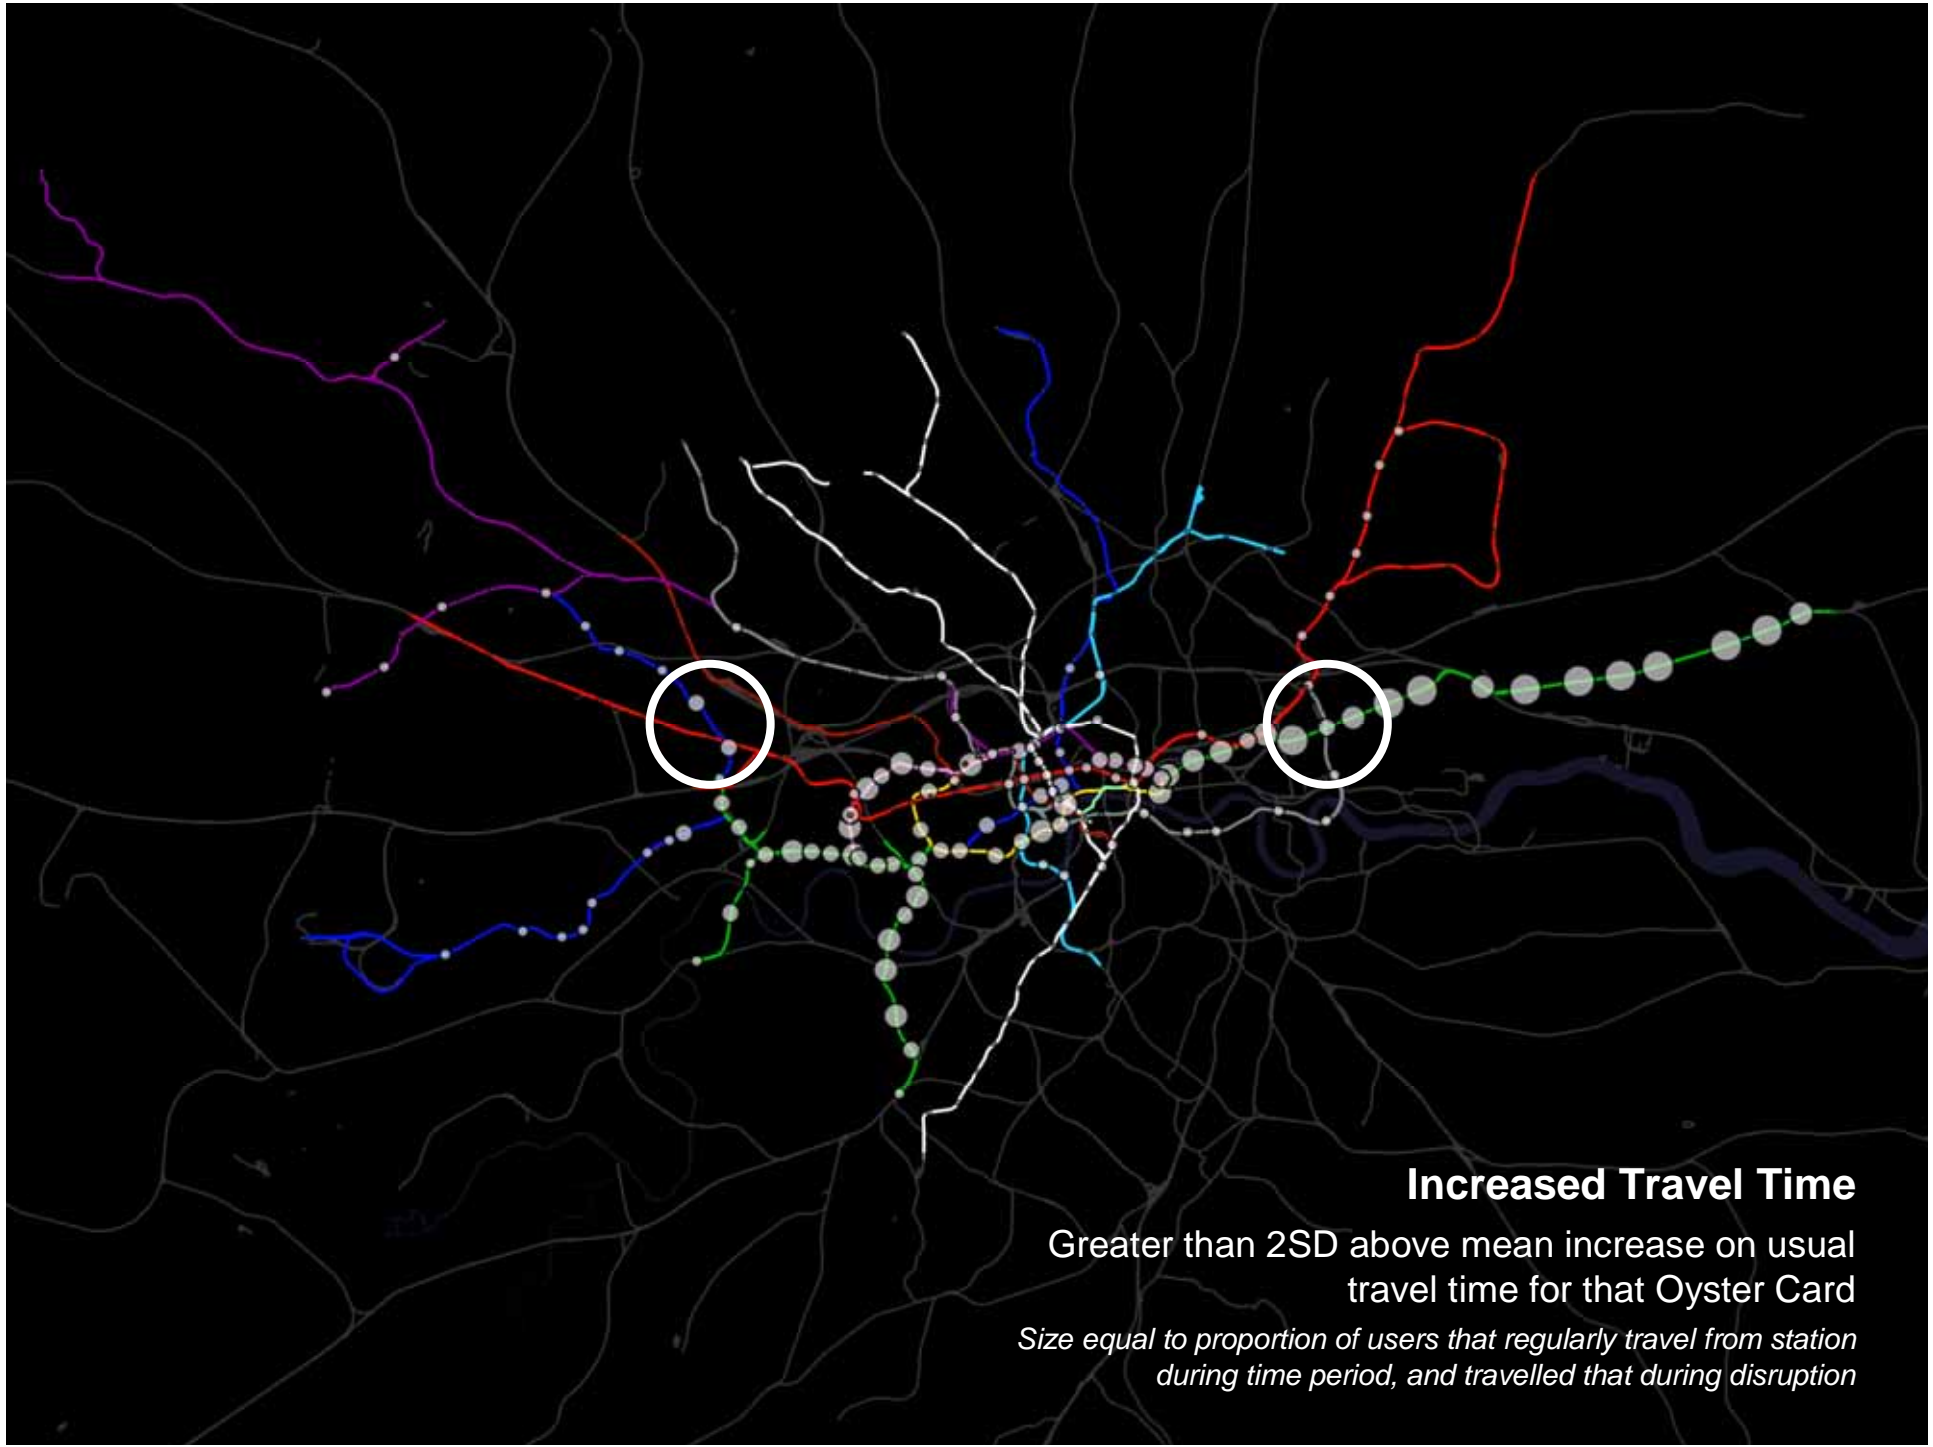 Increased Travel Time
Greater than 2SD above mean increase on usual
travel time for that Oyster Card
Size equal to proportion of users that regularly travel from station
during time period, and travelled that during disruption